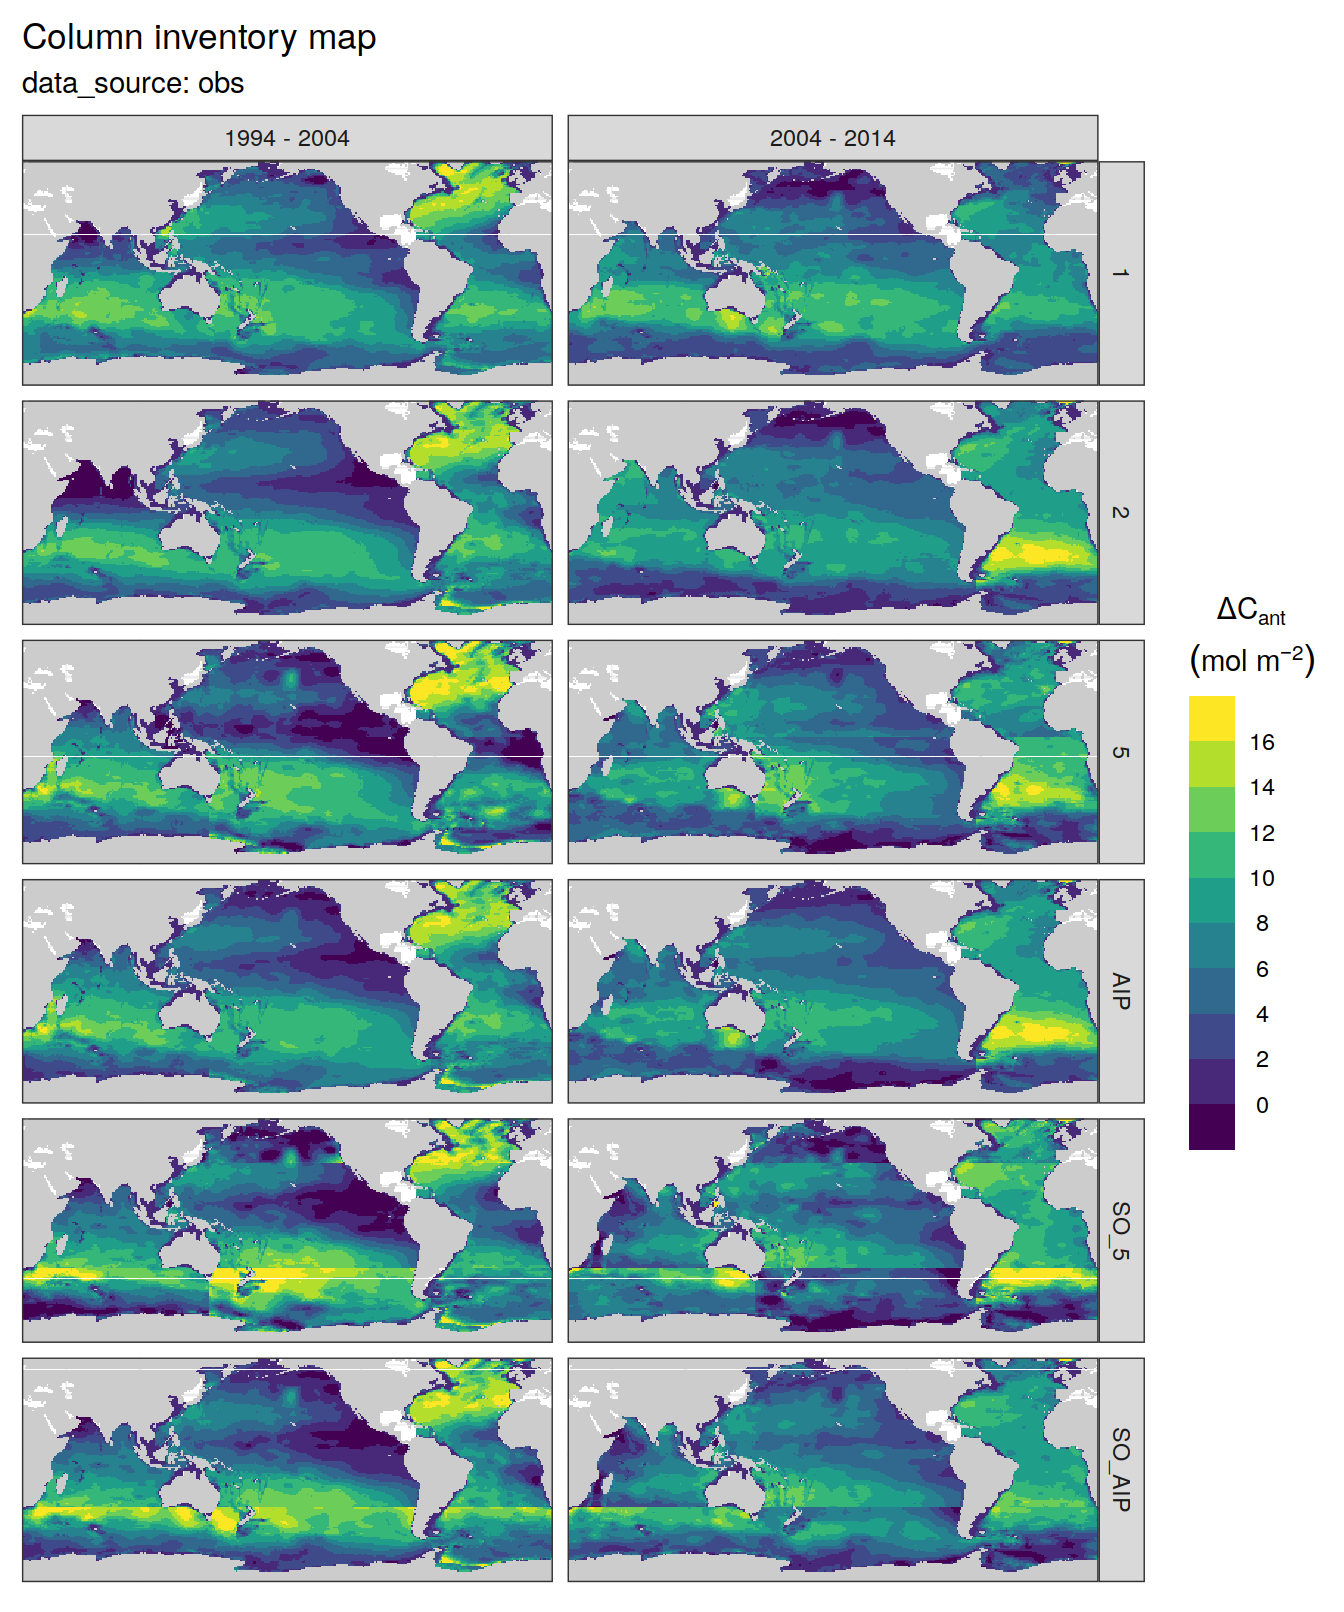 Column inventory map
data_source: obs
1994 - 2004
2004 - 2014
1
2
5
AIP
SO_5
SO_AIP
ΔCant
(mol m−2)
16
14
12
10
8
6
4
2
0